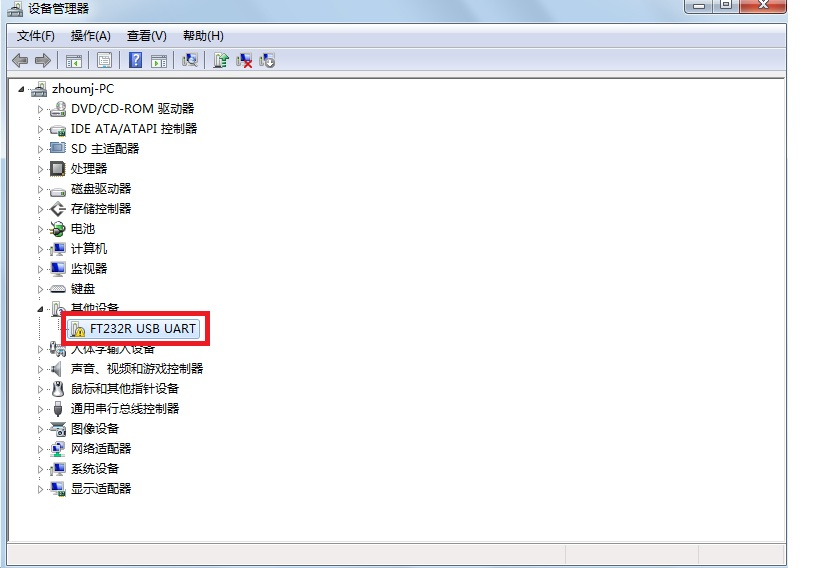 设备管理器
文件(F) 操作(A) 查看(V) 帮助(H)
zhoumj-PC
DVD/CD-ROM 驱动器
IDE ATA/ATAPI 控制器
SD 主适配器
处理器
磁盘驱动器
存储控制器
电池
计算机
监视器
键盘
其他设备
FT232R USB UART
人体学输入设备
声音、视频和游戏控制器
鼠标和其他指针设备
通用串行总线控制器
图像设备
网络适配器
系统设备
显示适配器